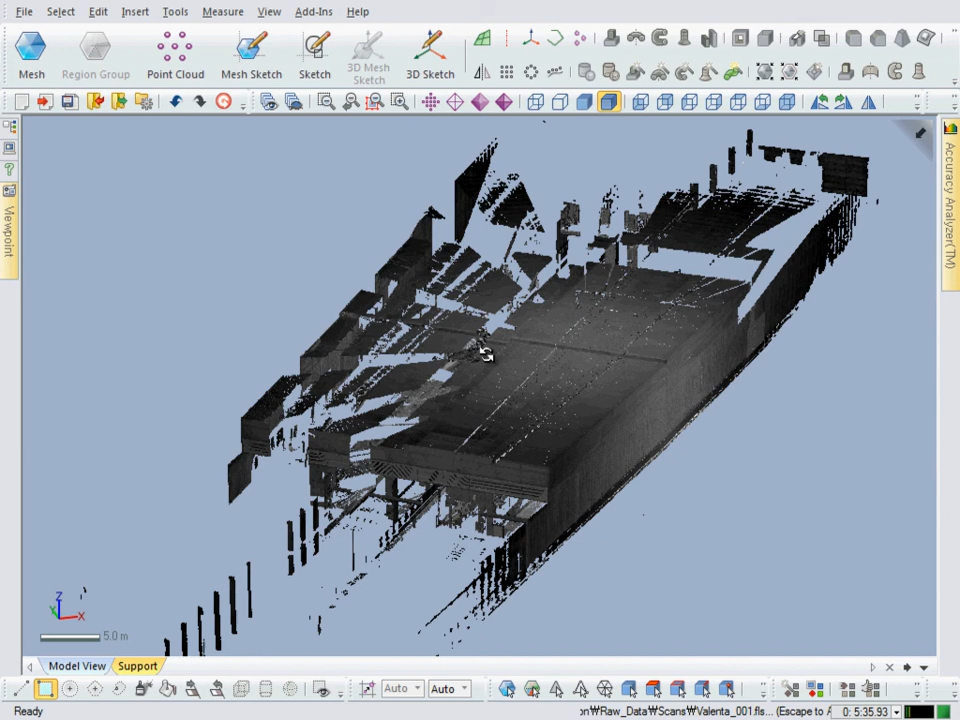 File Select Edit Insert Tools Measure View Add-Ins Help
Mesh Region Group Point Cloud Mesh Sketch Sketch 3D Mesh Sketch 3D Sketch
Viewpoint
Accuracy Analyzer(TM)
Z
Y
X
5.0 m
Model View Support
Auto Auto
Ready
on₩Raw_Data₩Scans₩Valenta_001.fls... (Escape to A
0: 5:35.93